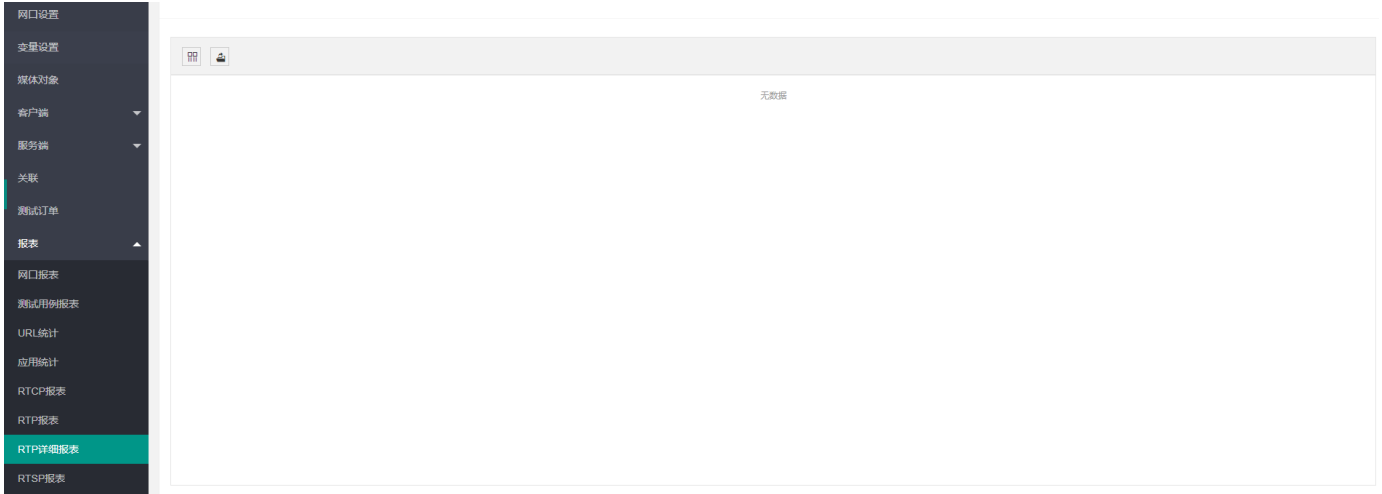 网口设置
变量设置
媒体对象
客户端
服务端
关联
测试订单
报表
网口报表
测试用例报表
URL统计
应用统计
RTCP报表
RTP报表
RTP详细报表
RTSP报表
无数据